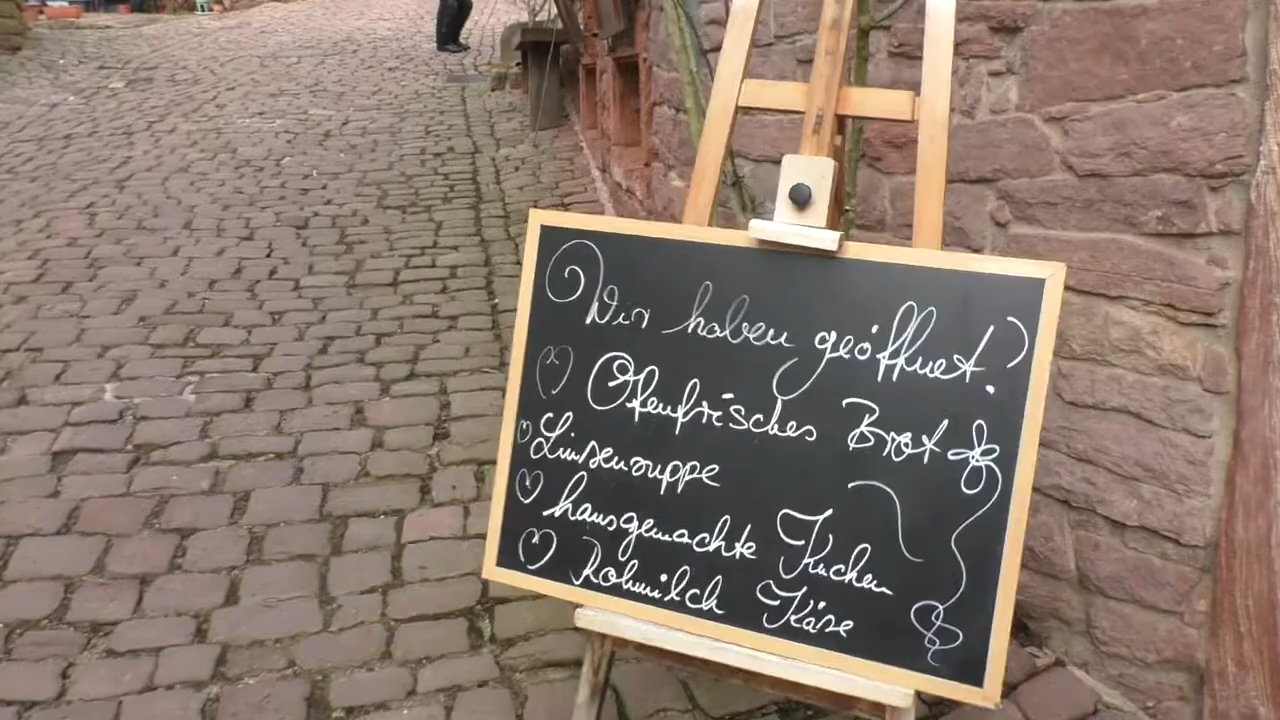 Wir haben geöffnet!
Ofenfrisches Brot
Linsensuppe
hausgemachte Kuchen
Rohmilch Käse